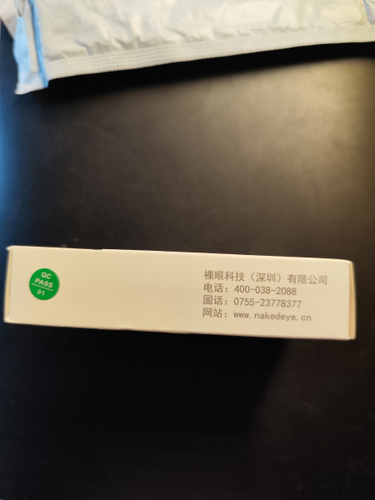 QC
PASS
01
裸眼科技（深圳）有限公司
电话：400-038-2088
固话：0755-23778377
网站：www.nakedeye.cn